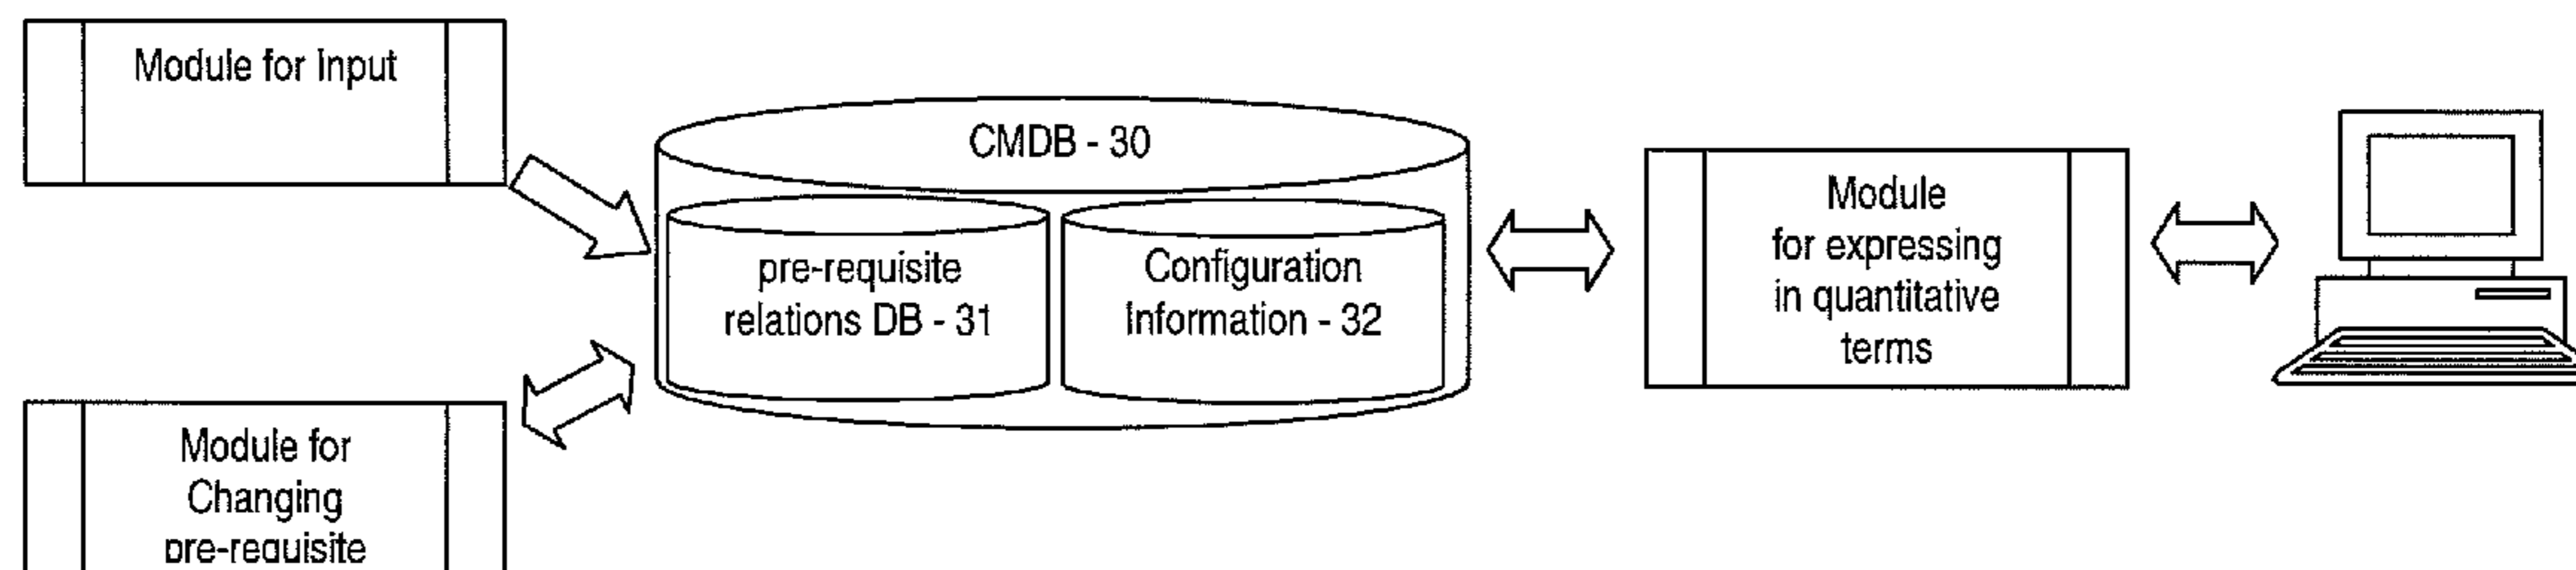 Module for Input
CMDB - 30
pre-requisite
relations DB - 31
Configuration
Information - 32
Module
for expressing
in quantitative
terms
Module for
Changing
pre-requisite